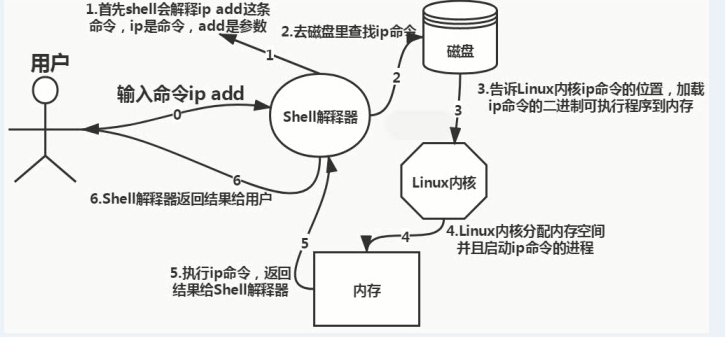 1.首先shell会解释ip add这条
命令，ip是命令，add是参数
2.去磁盘里查找ip命令
磁盘
用户
1
输入命令ip add
0
2
Shell解释器
3.告诉Linux内核ip命令的位置，加载
ip命令的二进制可执行程序到内存
3
Linux内核
6
6.Shell解释器返回结果给用户
4.Linux内核分配内存空间
并且启动ip命令的进程
4
5
5.执行ip命令，返回
结果给Shell解释器
内存